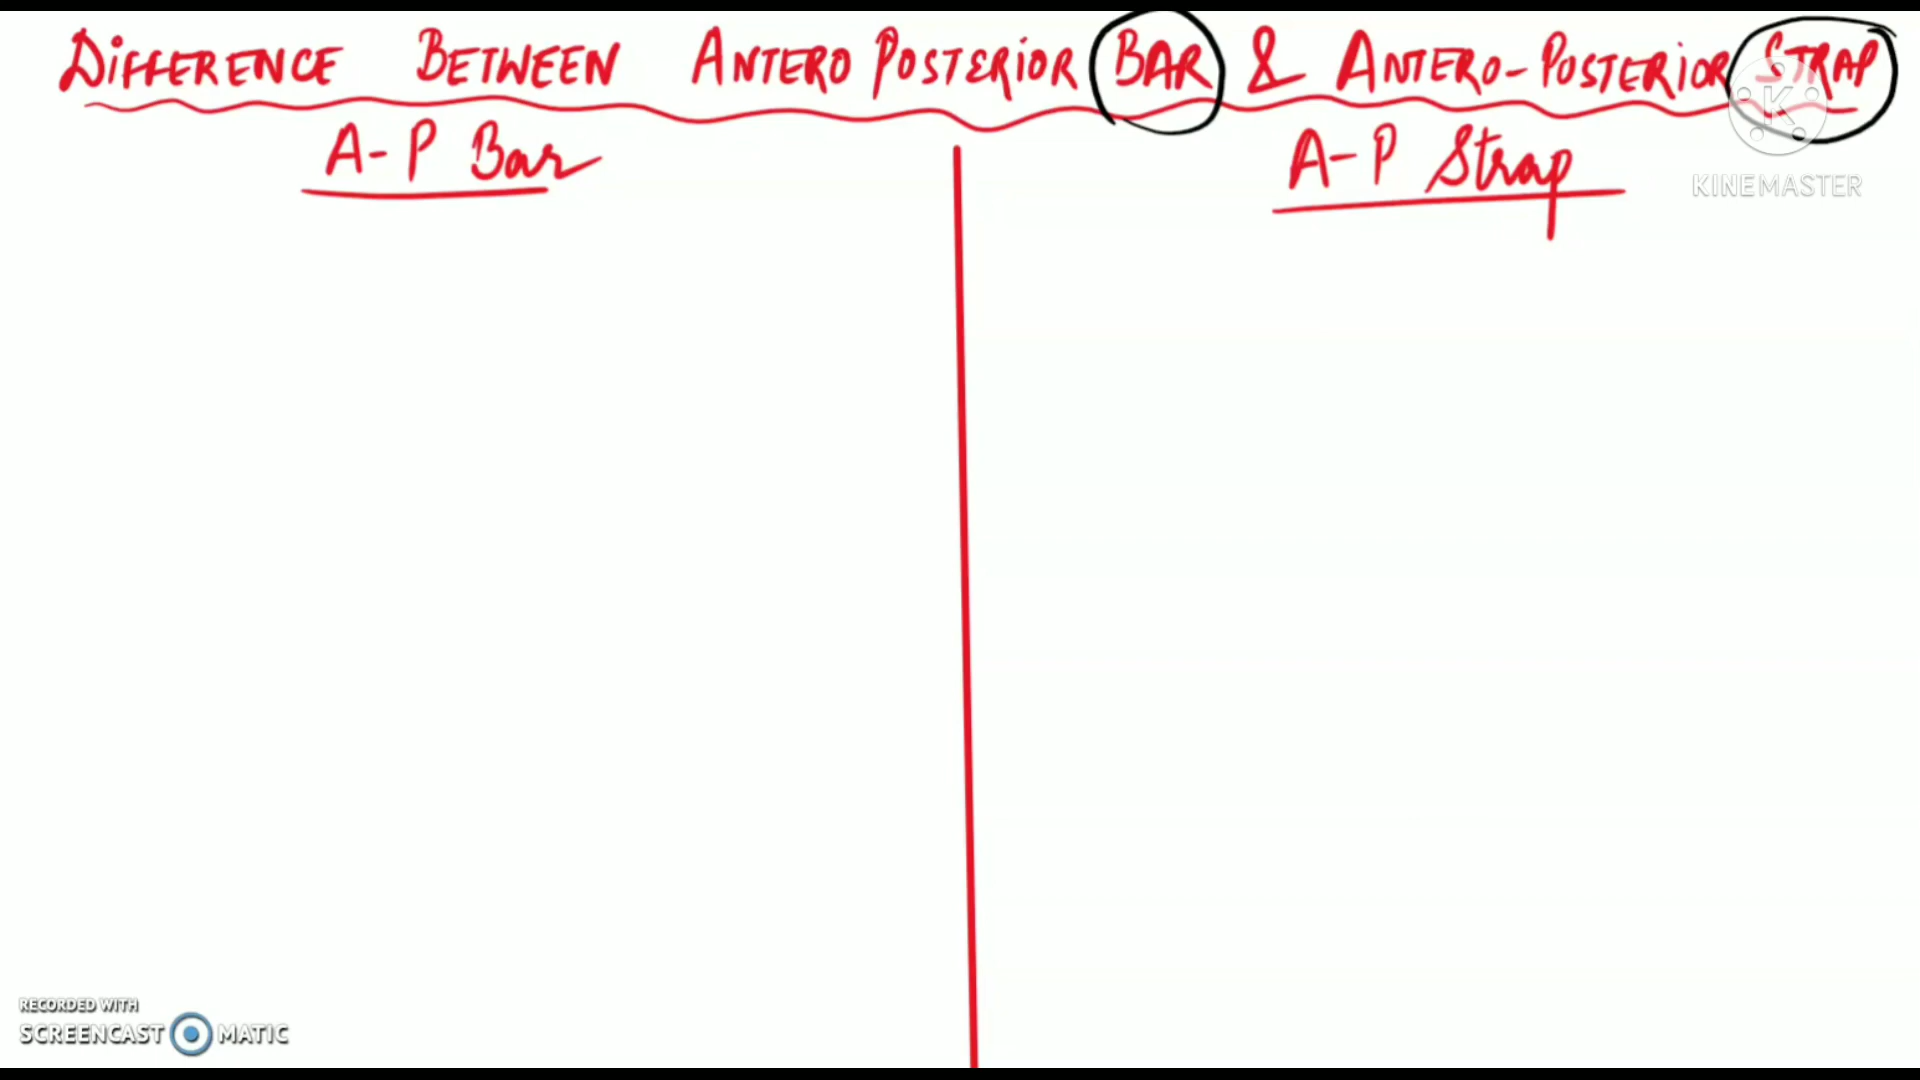 DIFFERENCE BETWEEN ANTERO POSTERIOR BAR & ANTERO-POSTERIOR STRAP
A-P Bar
A-P Strap
KINEMASTER
RECORDED WITH
SCREENCAST MATIC